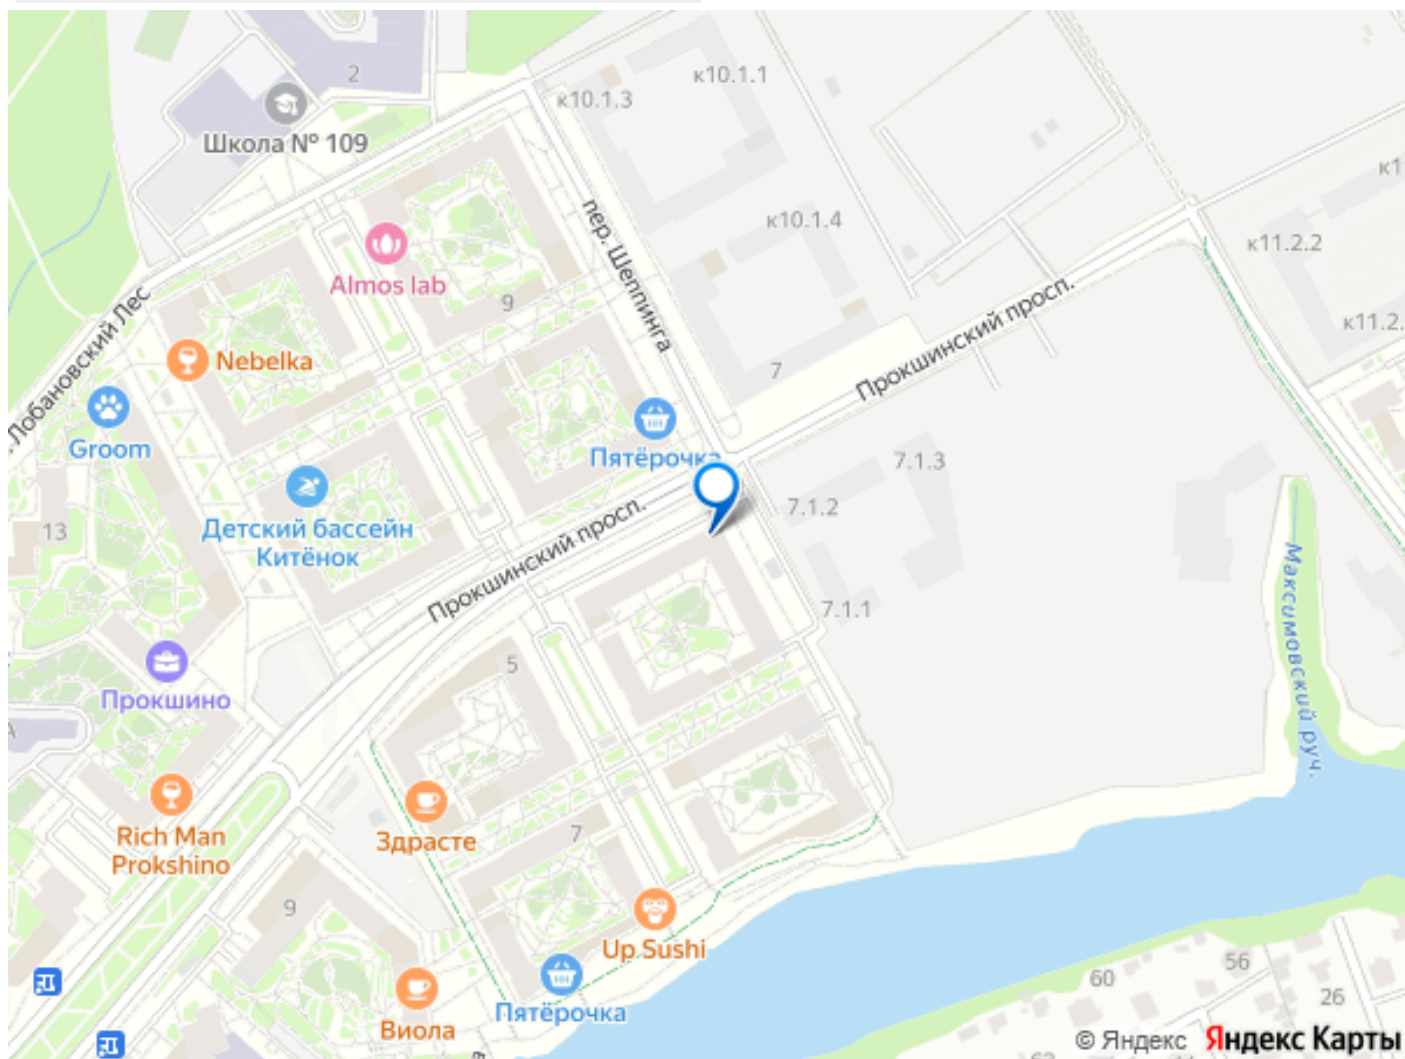 к10.1.1
2
к10.1.3
Школа № 109
к1
пер. Шеппинга
к10.1.4
к11.2.2
Almos lab
9
Прокшинский просп.
к11.2.
Лобановский Лес
Nebelka
7
Groom
Пятёрочка
7.1.3
Детский бассейн
Китёнок
13
Прокшинский просп.
7.1.2
7.1.1
Максимовский руч.
5
Прокшино
Rich Man
Prokshino
Здрасте
7
9
Up Sushi
56
60
26
Виола
Пятёрочка
© Яндекс Яндекс Карты